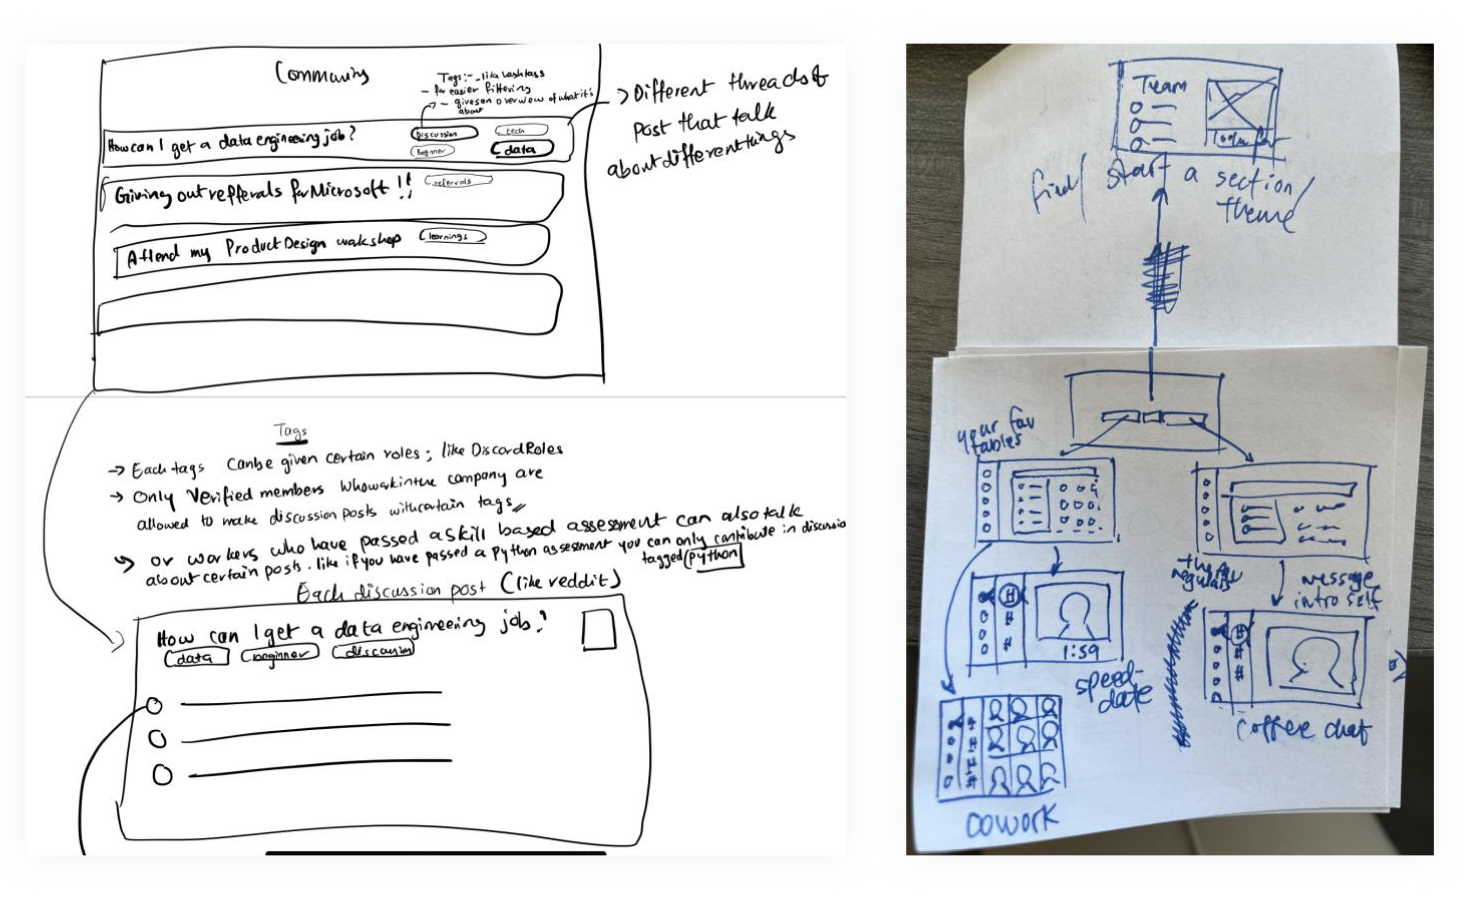 Community
Tags:- -like hashtags
- for easier filtering
- gives an overview of what it's
about
How can I get a data engineering job?
discussion
tech
beginner
data
Giving out refferals for Microsoft !!
referrals
Attend my Product Design wakshop
learnings
→ Different threads of
post that talk
about different things
Tags
→ Each tags can be given certain roles; like Discord Roles
→ Only Verified members who work in the company are
allowed to make discussion posts with certain tags
↳ or workers who have passed a skill based assessment can also talk
about certain posts. like if you have passed a Python assessment you can only contribute in discussion
tagged python
Each discussion post (like reddit)
How can I get a data engineering job?
data
beginner
discussion
Team
find/ start a section/
theme
your fav
tables
the
regulars
message,
intro self
1:59
speed-
date
coffee chat
cowork